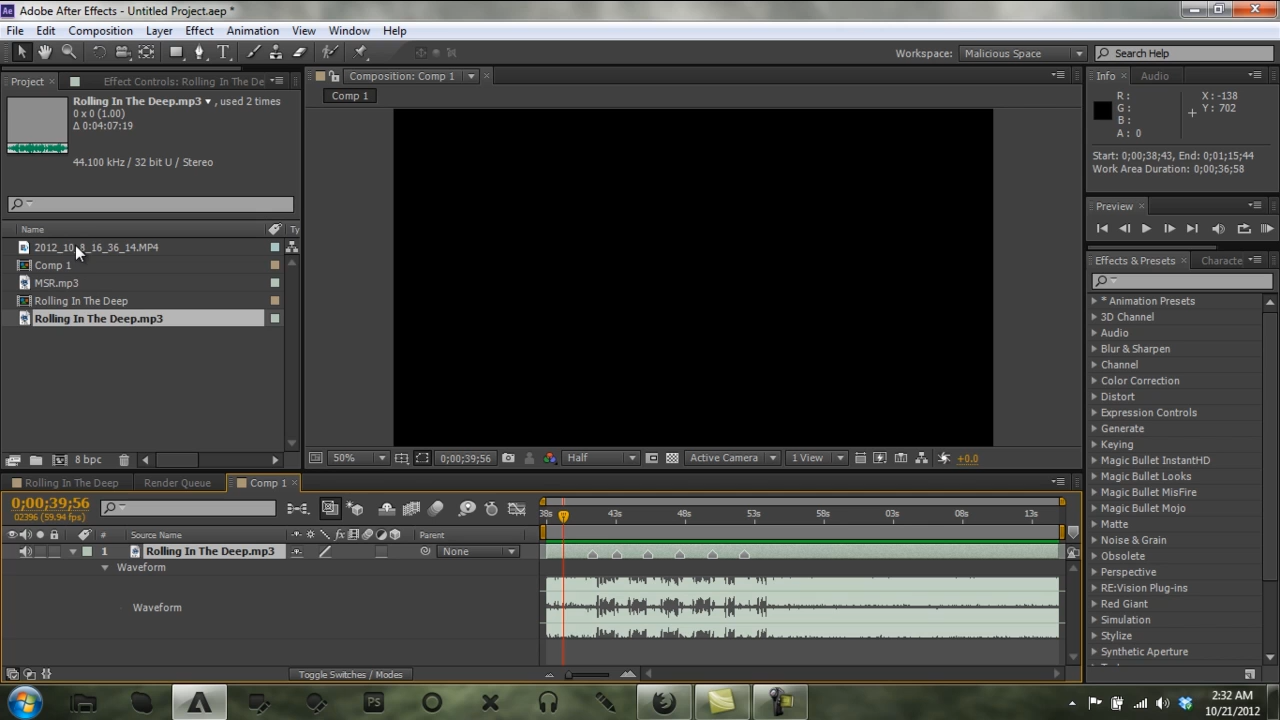 Ae Adobe After Effects - Untitled Project.aep *
File Edit Composition Layer Effect Animation View Window Help
Workspace: Malicious Space Search Help
Project Effect Controls: Rolling In The De
Rolling In The Deep.mp3 , used 2 times
0 x 0 (1.00)
Δ 0:04:07:19
44.100 kHz / 32 bit U / Stereo
Name Ty
2012_10_8_16_36_14.MP4
Comp 1
MSR.mp3
Rolling In The Deep
Rolling In The Deep.mp3
8 bpc
Composition: Comp 1
Comp 1
50% 0;00;39;56 Half Active Camera 1 View +0.0
Info Audio
R : X: -138
G : Y: 702
B :
A : 0
Start: 0;00;38;43, End: 0;01;15;44
Work Area Duration: 0;00;36;58
Preview
Effects & Presets Characte
* Animation Presets
3D Channel
Audio
Blur & Sharpen
Channel
Color Correction
Distort
Expression Controls
Generate
Keying
Magic Bullet InstantHD
Magic Bullet Looks
Magic Bullet MisFire
Magic Bullet Mojo
Matte
Noise & Grain
Obsolete
Perspective
RE:Vision Plug-ins
Red Giant
Simulation
Stylize
Synthetic Aperture
Rolling In The Deep Render Queue Comp 1
0;00;39;56
02396 (59.94 fps)
38s 43s 48s 53s 58s 03s 08s 13s
# Source Name Parent
1 Rolling In The Deep.mp3 None
Waveform
Waveform
Toggle Switches / Modes
Ps
2:32 AM
10/21/2012